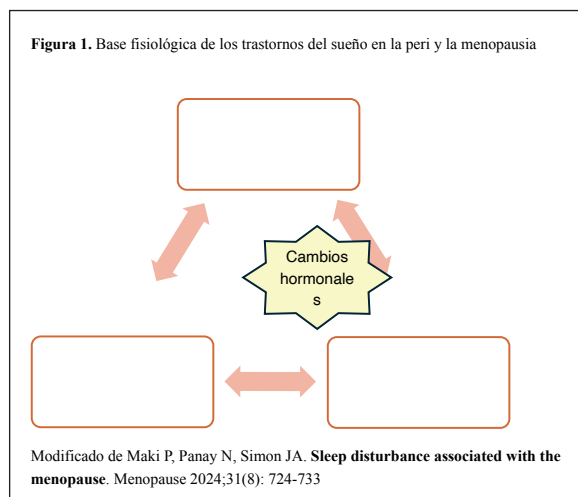 Figura 1. Base fisiológica de los trastornos del sueño en la peri y la menopausia
Cambios
hormonale
s
Modificado de Maki P, Panay N, Simon JA. Sleep disturbance associated with the
menopause. Menopause 2024;31(8): 724-733